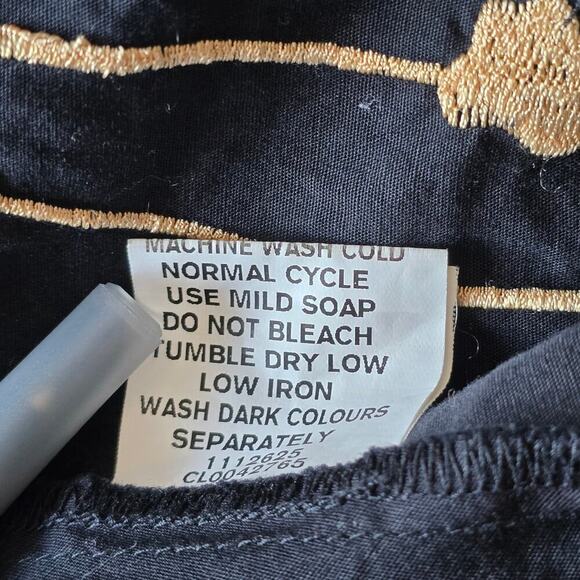 MACHINE WASH COLD
NORMAL CYCLE
USE MILD SOAP
DO NOT BLEACH
TUMBLE DRY LOW
LOW IRON
WASH DARK COLOURS
SEPARATELY
1112625
CL0042765